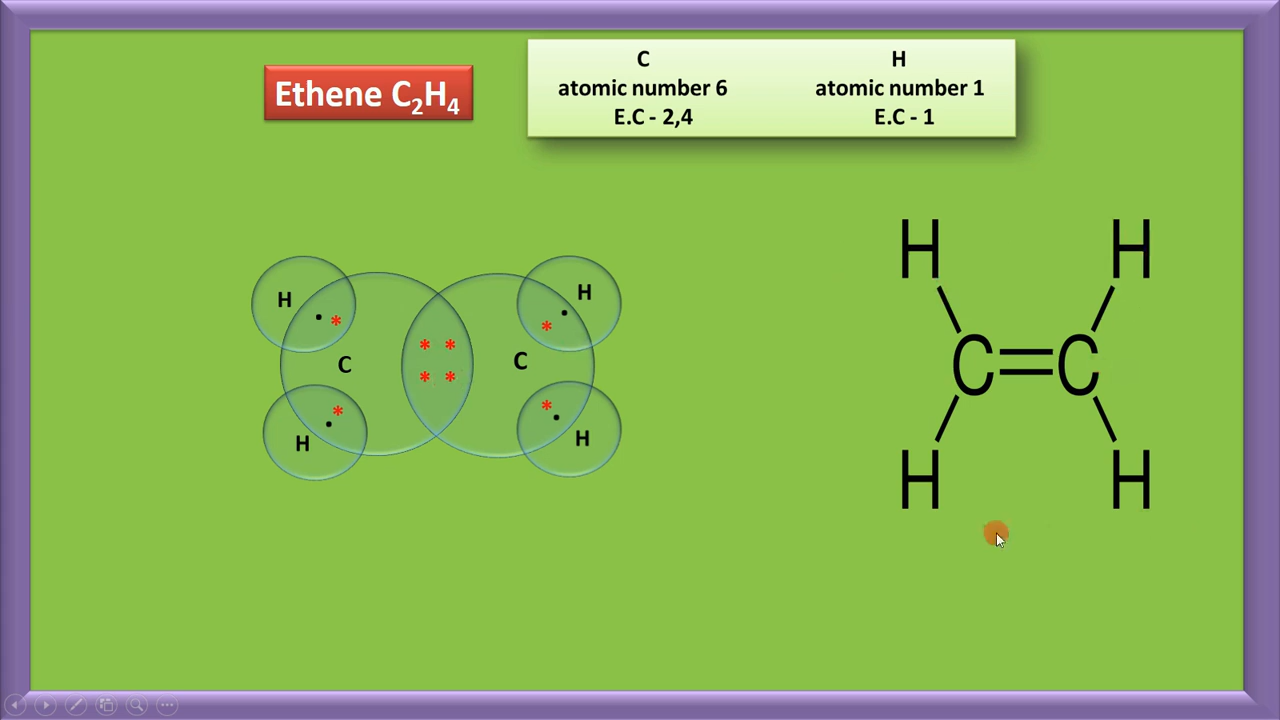 Ethene C₂H₄
C
atomic number 6
E.C - 2,4
H
atomic number 1
E.C - 1
H
H
C
C
H
H
H H
C=C
H H